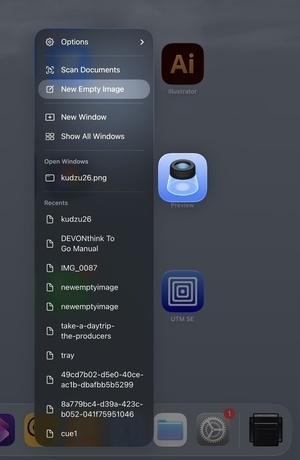 Options
Ai
Scan Documents
Illustrator
New Empty Image
New Window
Show All Windows
Open Windows
kudzu26.png
Preview
Recents
kudzu26
DEVONthink To
Go Manual
IMG_0087
newemptyimage
newemptyimage
UTM SE
take-a-daytrip-
the-producers
tray
49cd7b02-d5e0-40ce-
ac1b-dbafbb5b5299
8a779bc4-d39a-423c-
b052-041f75951046
1
cue1